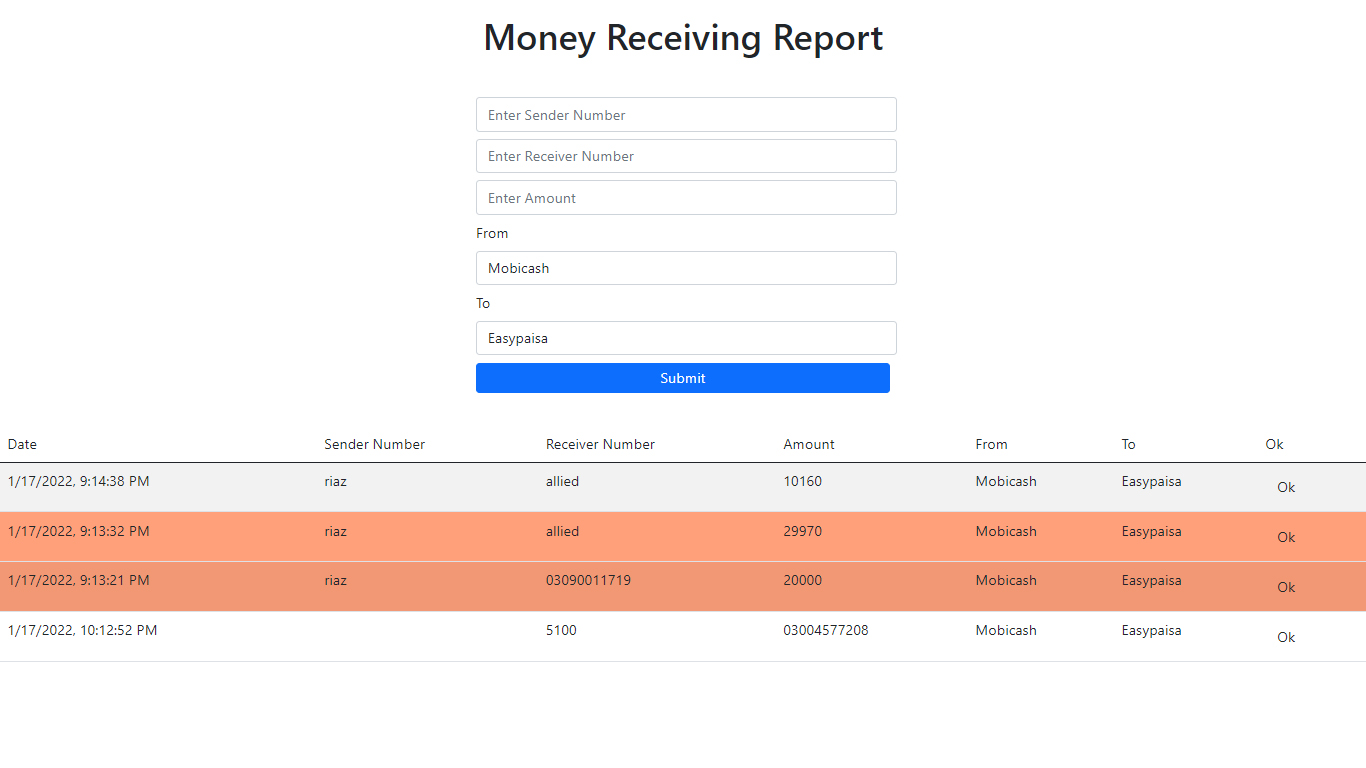 Money Receiving Report
Enter Sender Number
Enter Receiver Number
Enter Amount
From
Mobicash
To
Easypaisa
Submit
Date Sender Number Receiver Number Amount From To Ok
1/17/2022, 9:14:38 PM riaz allied 10160 Mobicash Easypaisa Ok
1/17/2022, 9:13:32 PM riaz allied 29970 Mobicash Easypaisa Ok
1/17/2022, 9:13:21 PM riaz 03090011719 20000 Mobicash Easypaisa Ok
1/17/2022, 10:12:52 PM 5100 03004577208 Mobicash Easypaisa Ok